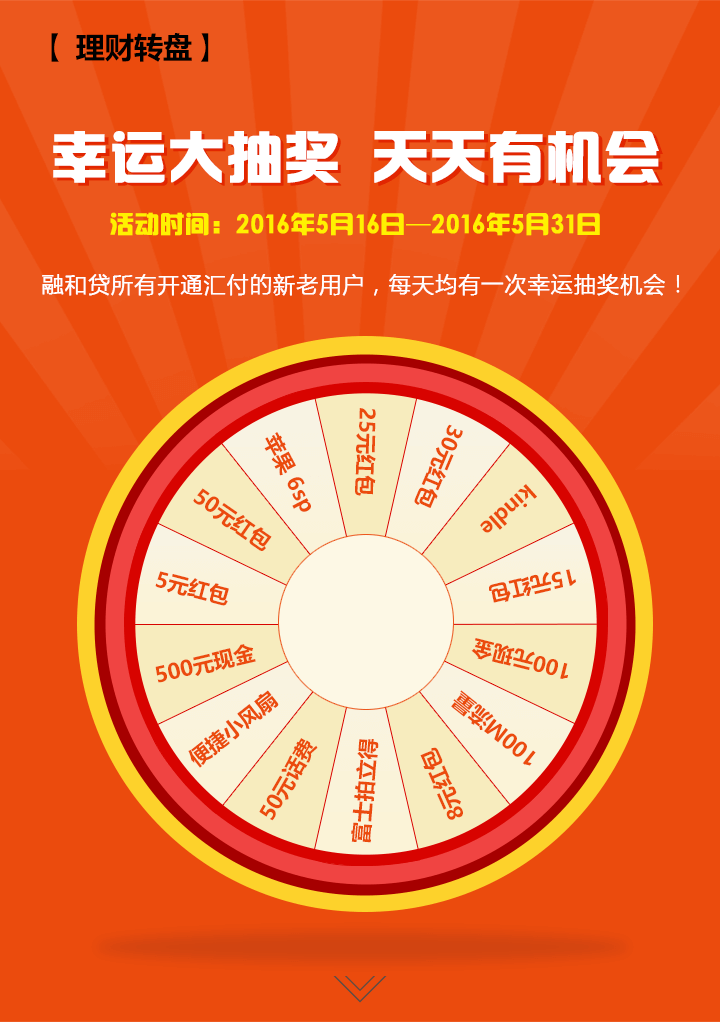 【 理财转盘 】
幸运大抽奖 天天有机会
活动时间：2016年5月16日—2016年5月31日
融和贷所有开通汇付的新老用户，每天均有一次幸运抽奖机会！
25元红包
30元红包
kindle
15元红包
100元现金
100M流量
8元红包
富士拍立得
50元话费
便捷小风扇
500元现金
5元红包
50元红包
苹果 6sp